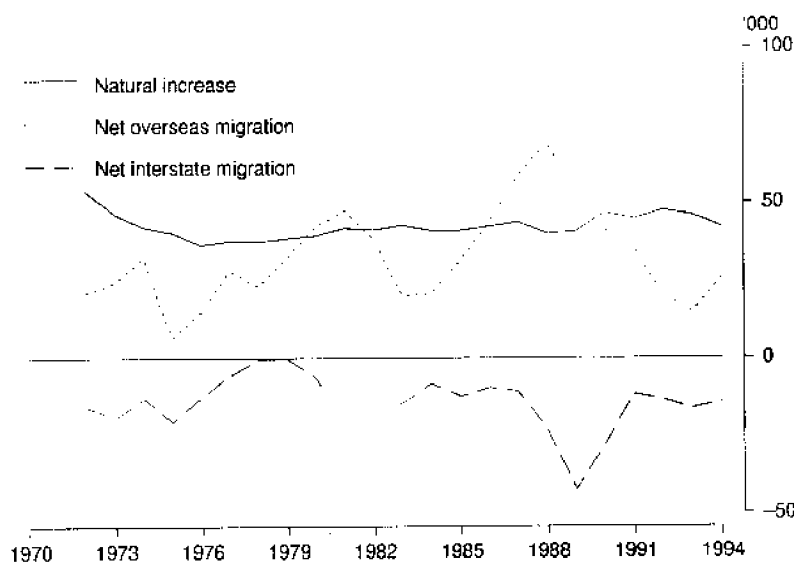 '000
100
Natural increase
Net overseas migration
Net interstate migration
50
0
–50
1970 1973 1976 1979 1982 1985 1988 1991 1994